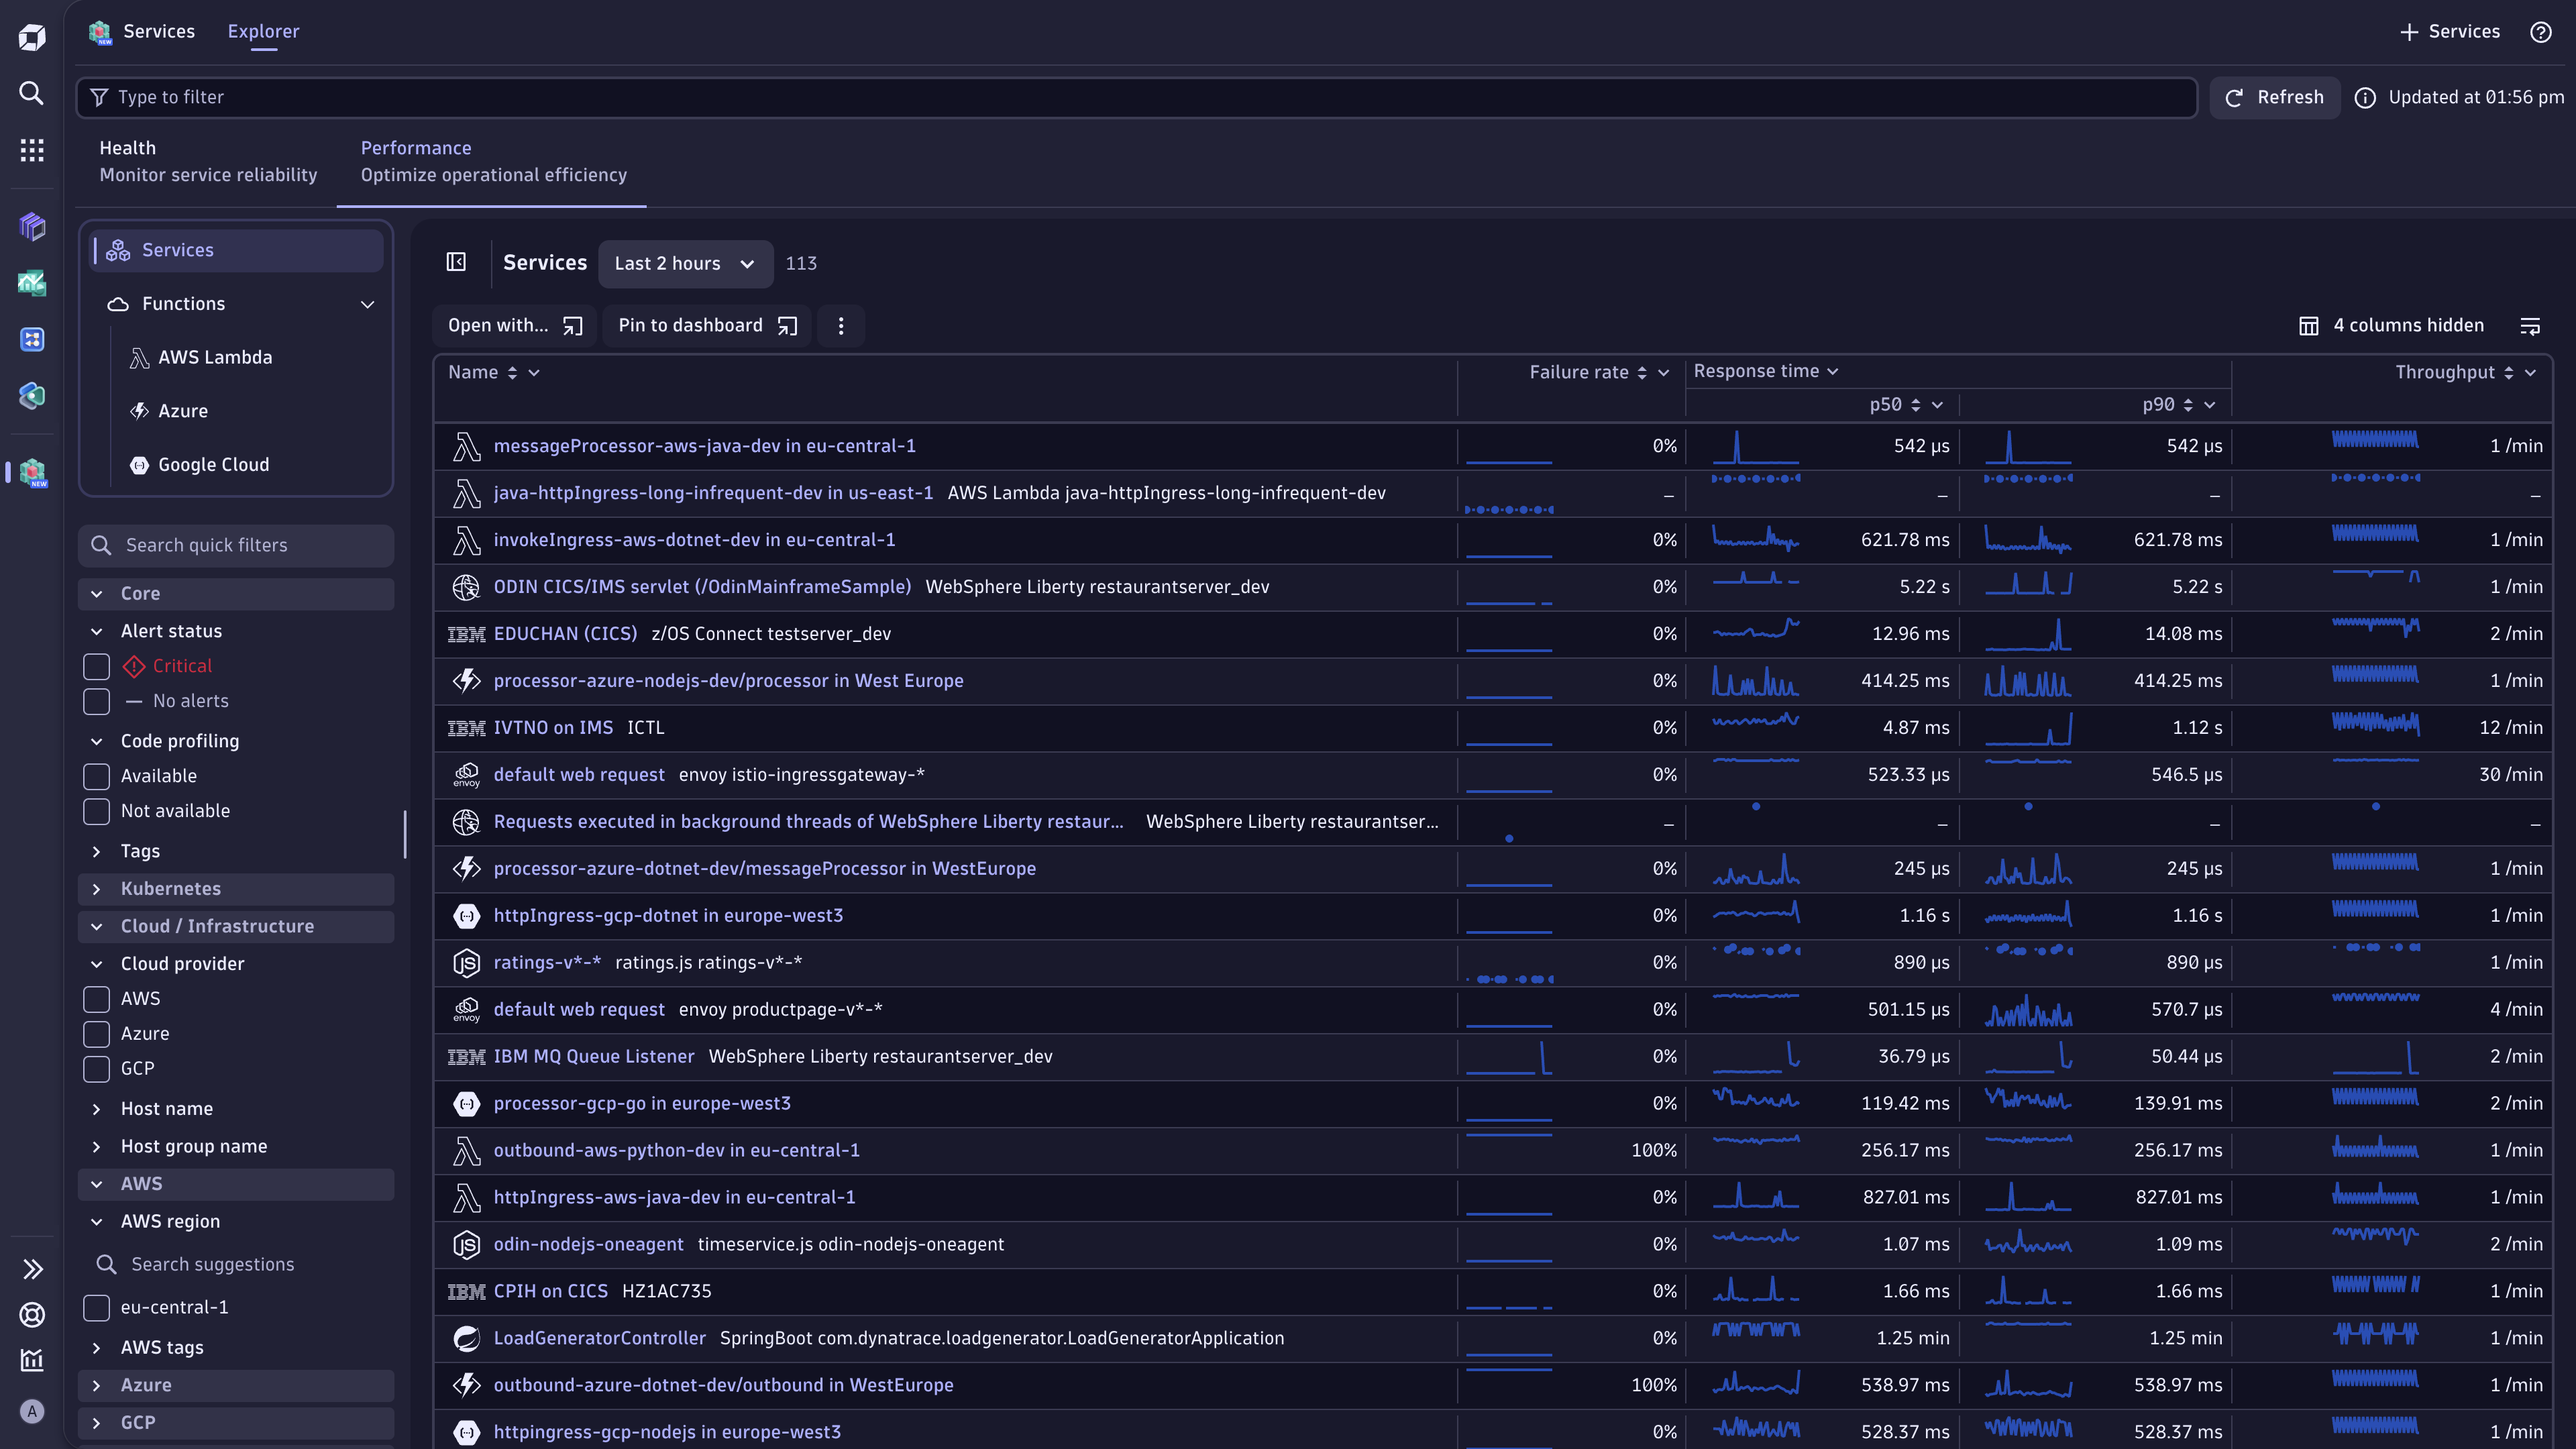 Services
Explorer
Services
Type to filter
Refresh
Updated at 01:56 pm
Health
Monitor service reliability
Performance
Optimize operational efficiency
Services
Functions
AWS Lambda
Azure
Google Cloud
Search quick filters
Core
Alert status
Critical
No alerts
Code profiling
Available
Not available
Tags
Kubernetes
Cloud / Infrastructure
Cloud provider
AWS
Azure
GCP
Host name
Host group name
AWS
AWS region
Search suggestions
eu-central-1
AWS tags
Azure
GCP
NEW
NEW
A
Services Last 2 hours 113
Open with... Pin to dashboard 4 columns hidden
Name Failure rate Response time Throughput
p50 p90
messageProcessor-aws-java-dev in eu-central-1 0% 542 µs 542 µs 1 /min
java-httpIngress-long-infrequent-dev in us-east-1 AWS Lambda java-httpIngress-long-infrequent-dev – – – –
invokeIngress-aws-dotnet-dev in eu-central-1 0% 621.78 ms 621.78 ms 1 /min
ODIN CICS/IMS servlet (/OdinMainframeSample) WebSphere Liberty restaurantserver_dev 0% 5.22 s 5.22 s 1 /min
IBM EDUCHAN (CICS) z/OS Connect testserver_dev 0% 12.96 ms 14.08 ms 2 /min
processor-azure-nodejs-dev/processor in West Europe 0% 414.25 ms 414.25 ms 1 /min
IBM IVTNO on IMS ICTL 0% 4.87 ms 1.12 s 12 /min
envoy default web request envoy istio-ingressgateway-* 0% 523.33 µs 546.5 µs 30 /min
Requests executed in background threads of WebSphere Liberty restaur... WebSphere Liberty restaurantser... – – – –
processor-azure-dotnet-dev/messageProcessor in WestEurope 0% 245 µs 245 µs 1 /min
httpIngress-gcp-dotnet in europe-west3 0% 1.16 s 1.16 s 1 /min
JS ratings-v*-* ratings.js ratings-v*-* 0% 890 µs 890 µs 1 /min
envoy default web request envoy productpage-v*-* 0% 501.15 µs 570.7 µs 4 /min
IBM IBM MQ Queue Listener WebSphere Liberty restaurantserver_dev 0% 36.79 µs 50.44 µs 2 /min
processor-gcp-go in europe-west3 0% 119.42 ms 139.91 ms 2 /min
outbound-aws-python-dev in eu-central-1 100% 256.17 ms 256.17 ms 1 /min
httpIngress-aws-java-dev in eu-central-1 0% 827.01 ms 827.01 ms 1 /min
JS odin-nodejs-oneagent timeservice.js odin-nodejs-oneagent 0% 1.07 ms 1.09 ms 2 /min
IBM CPIH on CICS HZ1AC735 0% 1.66 ms 1.66 ms 1 /min
LoadGeneratorController SpringBoot com.dynatrace.loadgenerator.LoadGeneratorApplication 0% 1.25 min 1.25 min 1 /min
outbound-azure-dotnet-dev/outbound in WestEurope 100% 538.97 ms 538.97 ms 1 /min
httpingress-gcp-nodejs in europe-west3 0% 528.37 ms 528.37 ms 1 /min